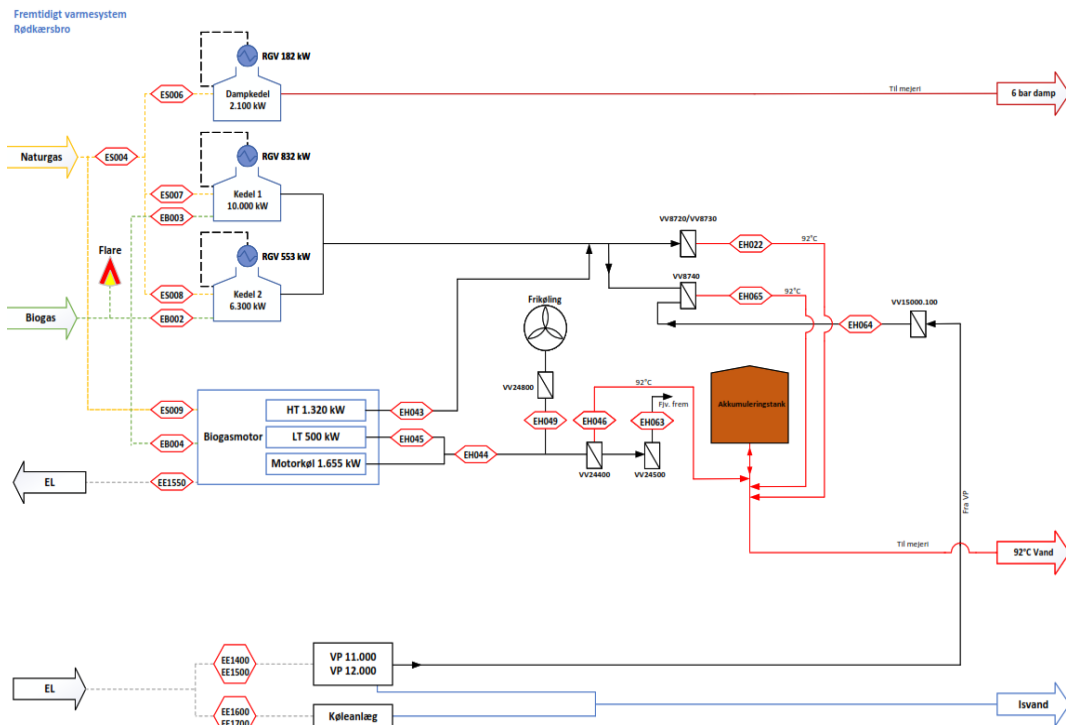 Fremtidigt varmesystem
Rødkærsbro
RGV 182 kW
ES006
Dampkedel
2.100 kW
Til mejeri
6 bar damp
Naturgas
ES004
RGV 832 kW
ES007
Kedel 1
10.000 kW
EB003
VV8720/VV8730
EH022
92°C
Flare
RGV 553 kW
VV8740
EH065
92°C
ES008
Kedel 2
6.300 kW
Frikøling
VV15000.100
Biogas
EB002
EH064
VV24800
92°C
ES009
HT 1.320 kW
EH043
Fjv. frem
Akkumuleringstank
EH049
EH046
EH063
Biogasmotor
LT 500 kW
EH045
EB004
Motorkøl 1.655 kW
EH044
VV24400
VV24500
EL
EE1550
Fra VP
Til mejeri
92°C Vand
EE1400
EE1500
VP 11.000
VP 12.000
EL
Isvand
EE1600
EE1700
Køleanlæg